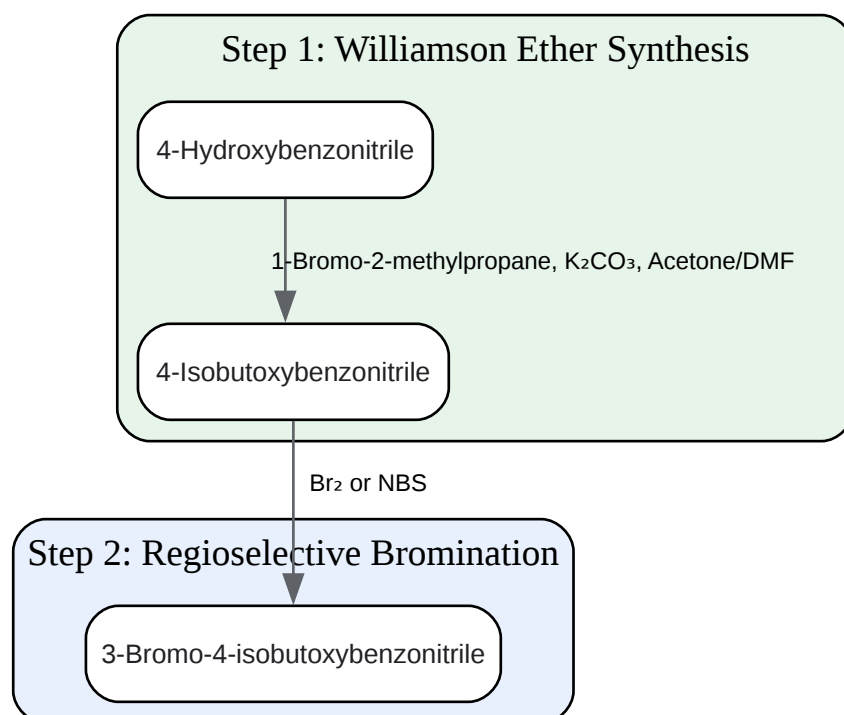 Step 1: Williamson Ether Synthesis
4-Hydroxybenzonitrile
1-Bromo-2-methylpropane, K₂CO₃, Acetone/DMF
4-Isobutoxybenzonitrile
Br₂ or NBS
Step 2: Regioselective Bromination
3-Bromo-4-isobutoxybenzonitrile